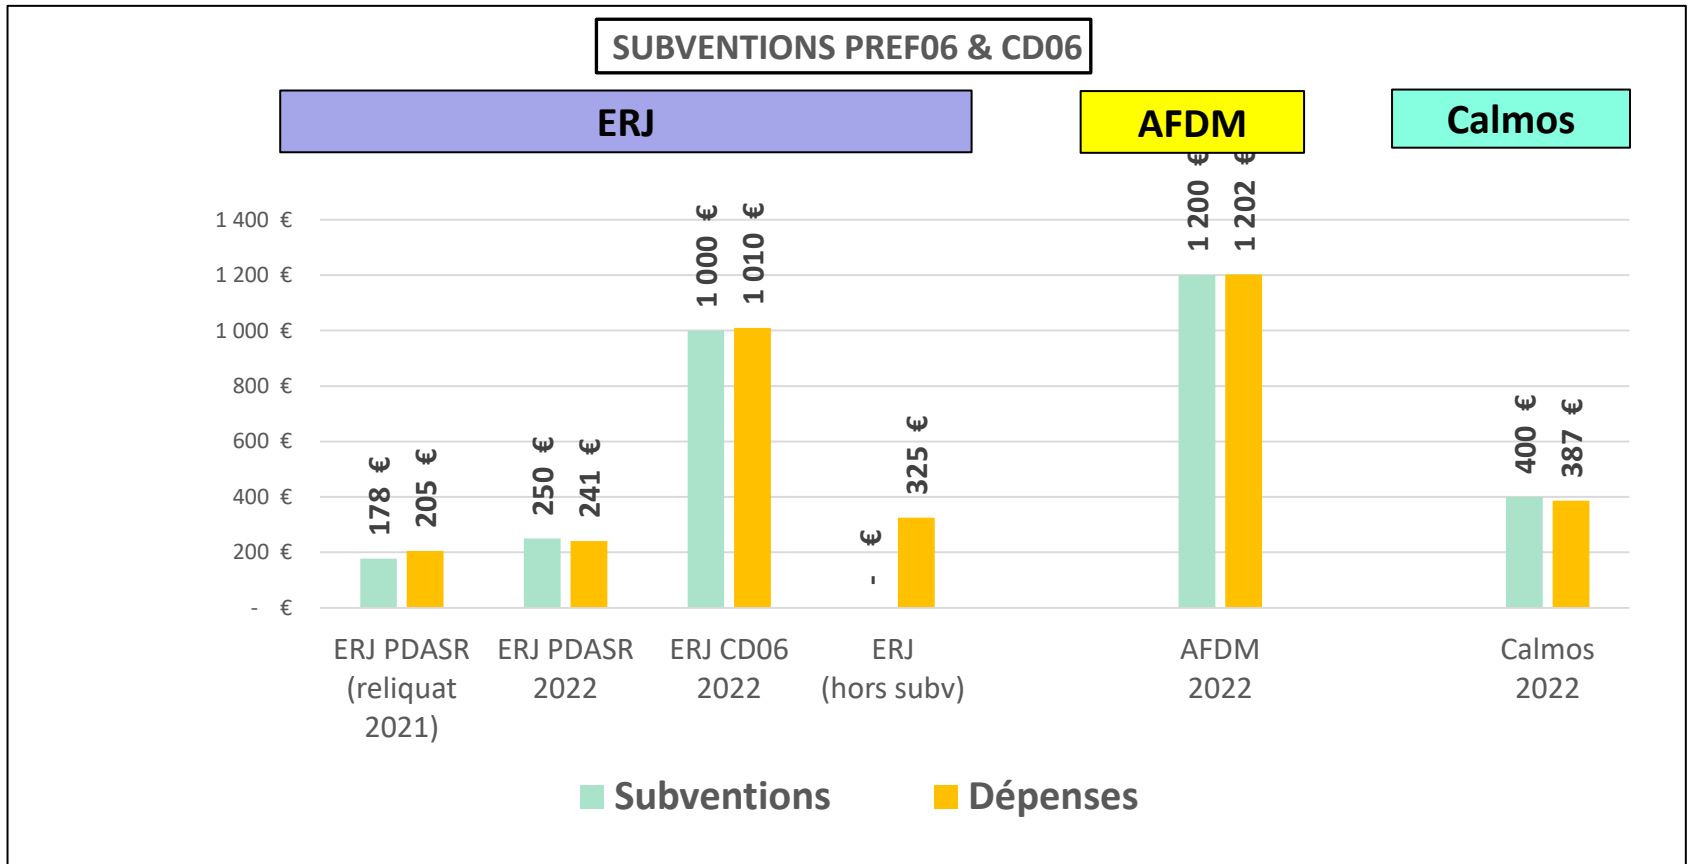 SUBVENTIONS PREF06 & CD06
ERJ
AFDM
Calmos
1 400 €
1 200 €
1 000 €
800 €
600 €
400 €
200 €
- €
178 €
205 €
250 €
241 €
1 000 €
1 010 €
- €
325 €
1 200 €
1 202 €
400 €
387 €
ERJ PDASR
(reliquat
2021)
ERJ PDASR
2022
ERJ CD06
2022
ERJ
(hors subv)
AFDM
2022
Calmos
2022
Subventions
Dépenses